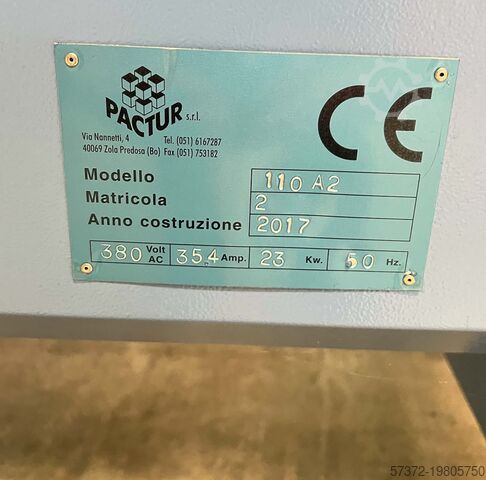 PACTUR s.r.l.
Via Nannetti, 4 Tel. (051) 6167287
40069 Zola Predosa (Bo) Fax (051) 753182
CE
Modello 110 A2
Matricola 2
Anno costruzione 2017
380 Volt AC 35.4 Amp. 23 Kw. 50 Hz.
57372-19805750